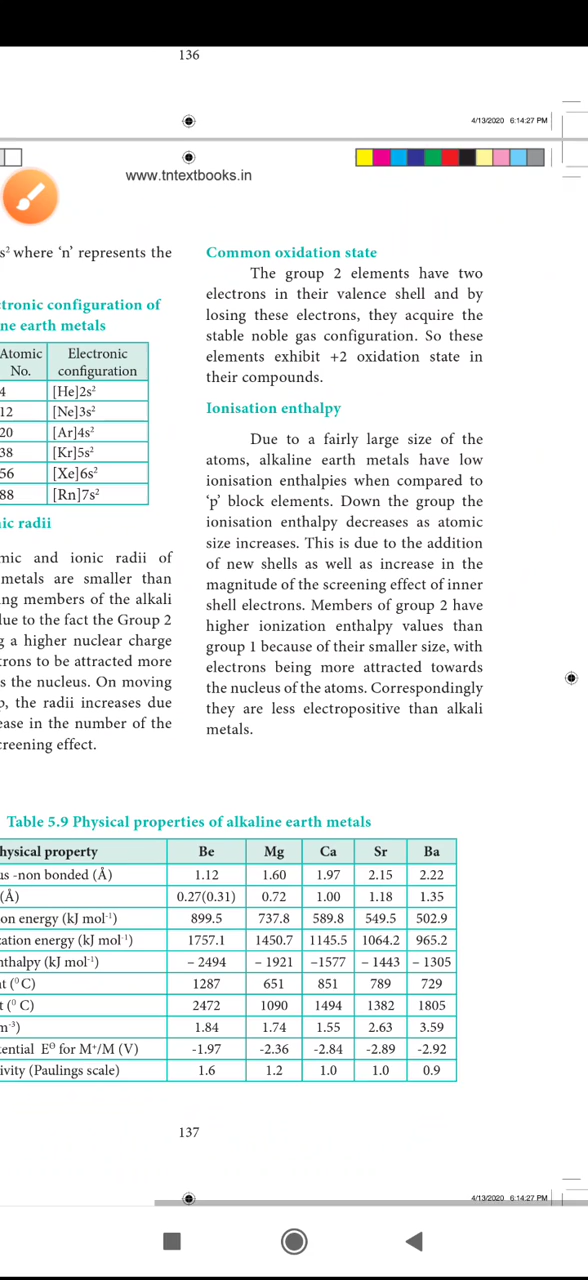 136
4/13/2020 6:14:27 PM
www.tntextbooks.in
s² where ‘n’ represents the
ctronic configuration of
ne earth metals
Atomic No. Electronic configuration
4 [He]2s²
12 [Ne]3s²
20 [Ar]4s²
38 [Kr]5s²
56 [Xe]6s²
88 [Rn]7s²
ic radii
mic and ionic radii of
metals are smaller than
ng members of the alkali
lue to the fact the Group 2
g a higher nuclear charge
trons to be attracted more
s the nucleus. On moving
p, the radii increases due
ease in the number of the
creening effect.
Common oxidation state
The group 2 elements have two
electrons in their valence shell and by
losing these electrons, they acquire the
stable noble gas configuration. So these
elements exhibit +2 oxidation state in
their compounds.
Ionisation enthalpy
Due to a fairly large size of the
atoms, alkaline earth metals have low
ionisation enthalpies when compared to
‘p’ block elements. Down the group the
ionisation enthalpy decreases as atomic
size increases. This is due to the addition
of new shells as well as increase in the
magnitude of the screening effect of inner
shell electrons. Members of group 2 have
higher ionization enthalpy values than
group 1 because of their smaller size, with
electrons being more attracted towards
the nucleus of the atoms. Correspondingly
they are less electropositive than alkali
metals.
Table 5.9 Physical properties of alkaline earth metals
hysical property Be Mg Ca Sr Ba
us -non bonded (Å) 1.12 1.60 1.97 2.15 2.22
(Å) 0.27(0.31) 0.72 1.00 1.18 1.35
on energy (kJ mol⁻¹) 899.5 737.8 589.8 549.5 502.9
zation energy (kJ mol⁻¹) 1757.1 1450.7 1145.5 1064.2 965.2
nthalpy (kJ mol⁻¹) – 2494 – 1921 –1577 – 1443 – 1305
nt (⁰C) 1287 651 851 789 729
t (⁰ C) 2472 1090 1494 1382 1805
m⁻³) 1.84 1.74 1.55 2.63 3.59
tential E⁰ for M⁺/M (V) -1.97 -2.36 -2.84 -2.89 -2.92
ivity (Paulings scale) 1.6 1.2 1.0 1.0 0.9
137
4/13/2020 6:14:27 PM